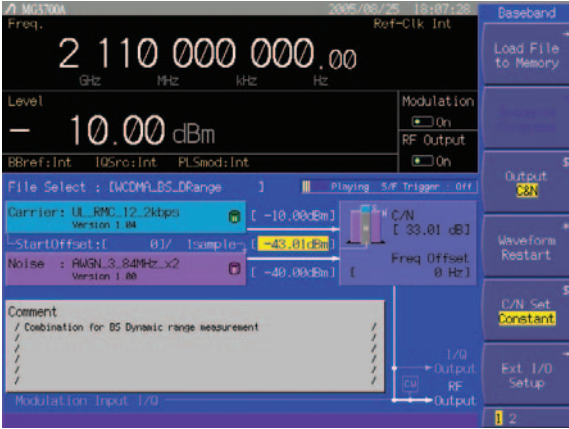 MG3700A 2005/08/25 18:07:28
Freq. Ref-Clk Int
2 110 000 000.00
GHz MHz kHz Hz
Level
- 10.00 dBm
Modulation
On
RF Output
On
BBref:Int IQSrc:Int PLSmod:Int
File Select : [WCDMA_BS_DRange ] Playing S/F Trigger : Off
Carrier: UL_RMC_12_2kbps [ -10.00dBm]
Version 1.04
C/N
[ 33.01 dB]
StartOffset:[ 0]/ 1sample [ -43.01dBm]
Noise : AWGN_3_84MHz_x2 [ -40.00dBm]
Version 1.00
Freq Offset
[ 0 Hz]
Comment
/ Combination for BS Dynamic range measurement /
/ /
/ /
/ /
/ /
/ /
I/Q
Output
CW RF
Output
Modulation Input I/Q
Baseband
Load File
to Memory
Output
C&N
Waveform
Restart
C/N Set
Constant
Ext I/O
Setup
1 2